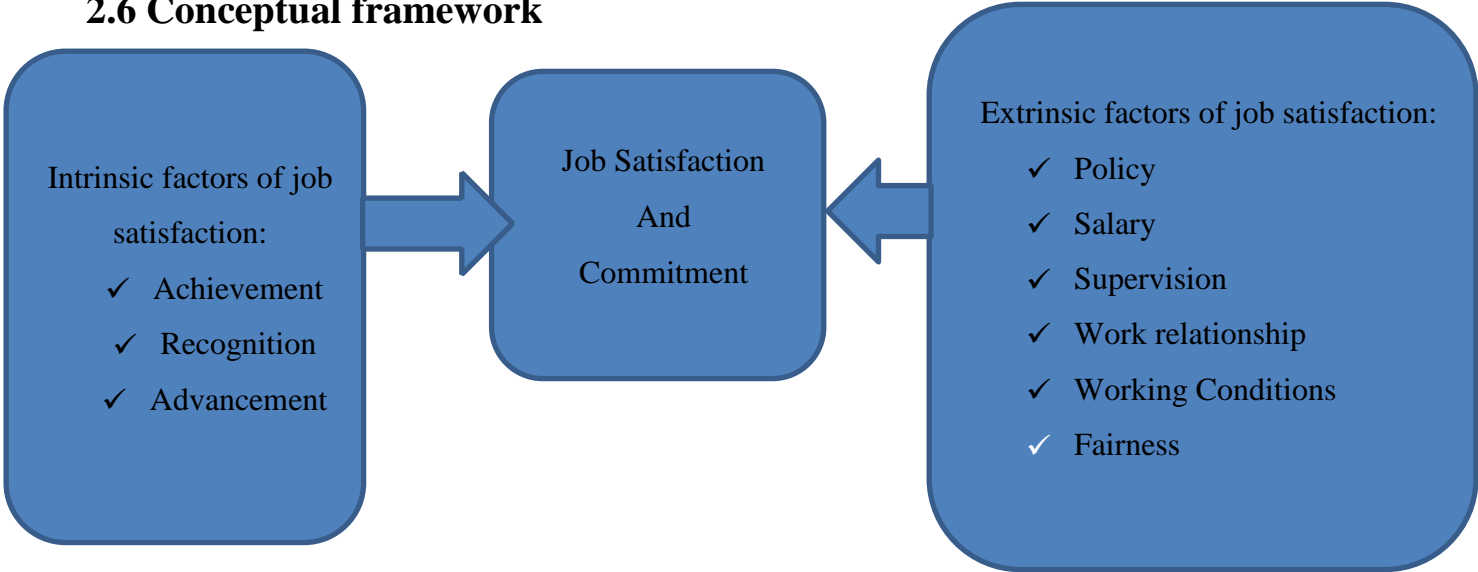 2.6 Conceptual framework
Intrinsic factors of job
satisfaction:
✓ Achievement
✓ Recognition
✓ Advancement
Job Satisfaction
And
Commitment
Extrinsic factors of job satisfaction:
✓ Policy
✓ Salary
✓ Supervision
✓ Work relationship
✓ Working Conditions
✓ Fairness